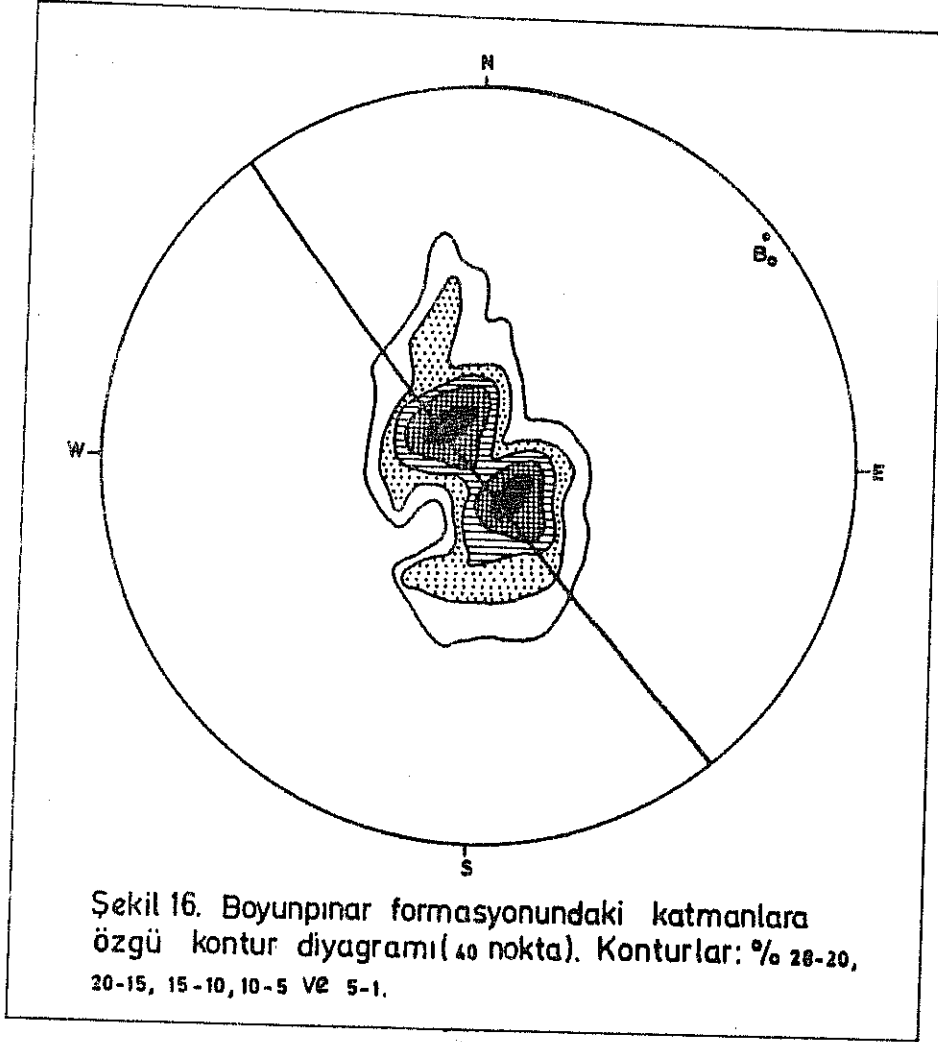 N
B
W
E
S
Şekil 16. Boyunpınar formasyonundaki katmanlara
özgü kontur diyagramı (40 nokta). Konturlar: % 28-20,
20-15, 15-10, 10-5 ve 5-1.